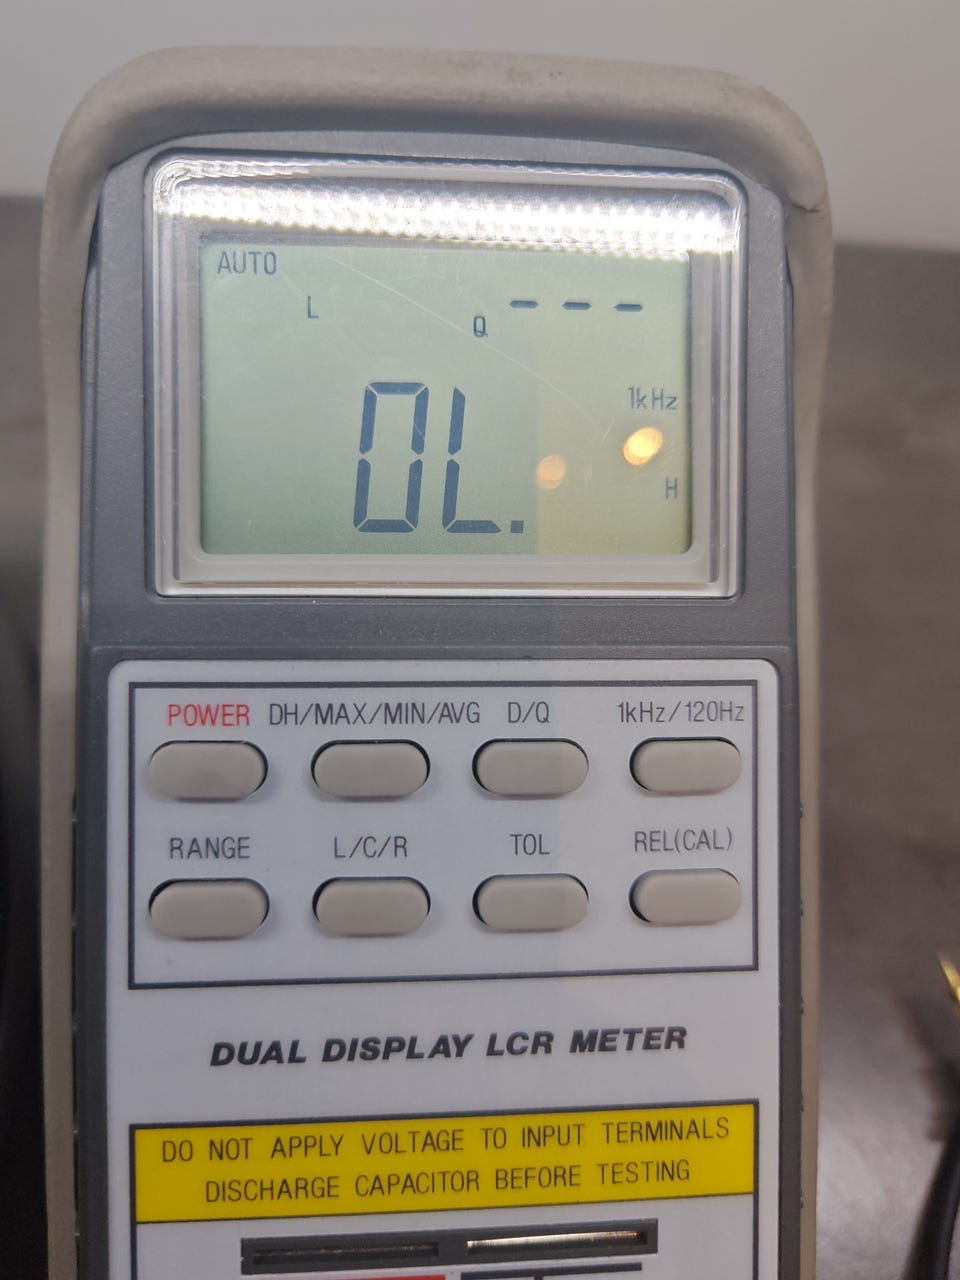 AUTO
L
Q - - -
1kHz
OL.
H
POWER DH/MAX/MIN/AVG D/Q 1kHz/120Hz
RANGE L/C/R TOL REL(CAL)
DUAL DISPLAY LCR METER
DO NOT APPLY VOLTAGE TO INPUT TERMINALS
DISCHARGE CAPACITOR BEFORE TESTING